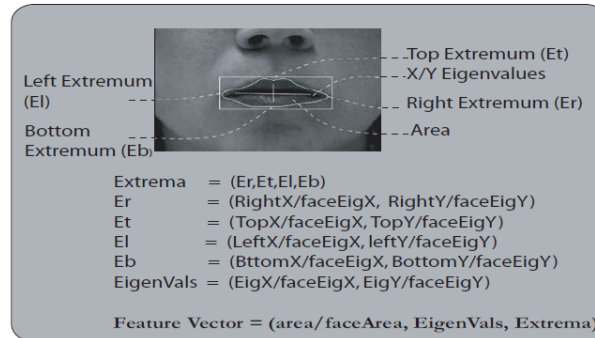 Top Extremum (Et)
X/Y Eigenvalues
Left Extremum
(El)
Right Extremum (Er)
Bottom
Extremum (Eb)
Area
Extrema = (Er,Et,El,Eb)
Er = (RightX/faceEigX, RightY/faceEigY)
Et = (TopX/faceEigX, TopY/faceEigY)
El = (LeftX/faceEigX, leftY/faceEigY)
Eb = (BttomX/faceEigX, BottomY/faceEigY)
EigenVals = (EigX/faceEigX, EigY/faceEigY)
Feature Vector = (area/faceArea, EigenVals, Extrema)